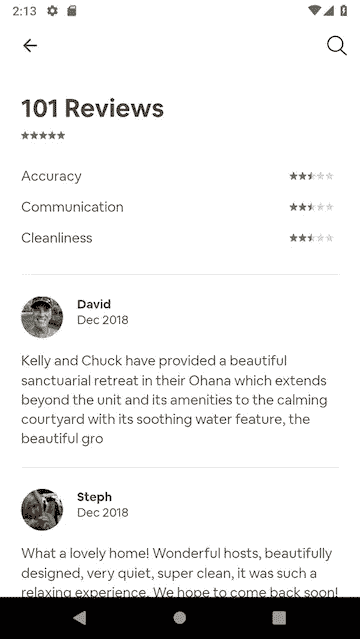 2:13
101 Reviews
Accuracy
Communication
Cleanliness
David
Dec 2018
Kelly and Chuck have provided a beautiful
sanctuarial retreat in their Ohana which extends
beyond the unit and its amenities to the calming
courtyard with its soothing water feature, the
beautiful gro
Steph
Dec 2018
What a lovely home! Wonderful hosts, beautifully
designed, very quiet, super clean, it was such a
relaxing experience. We hope to come back soon!